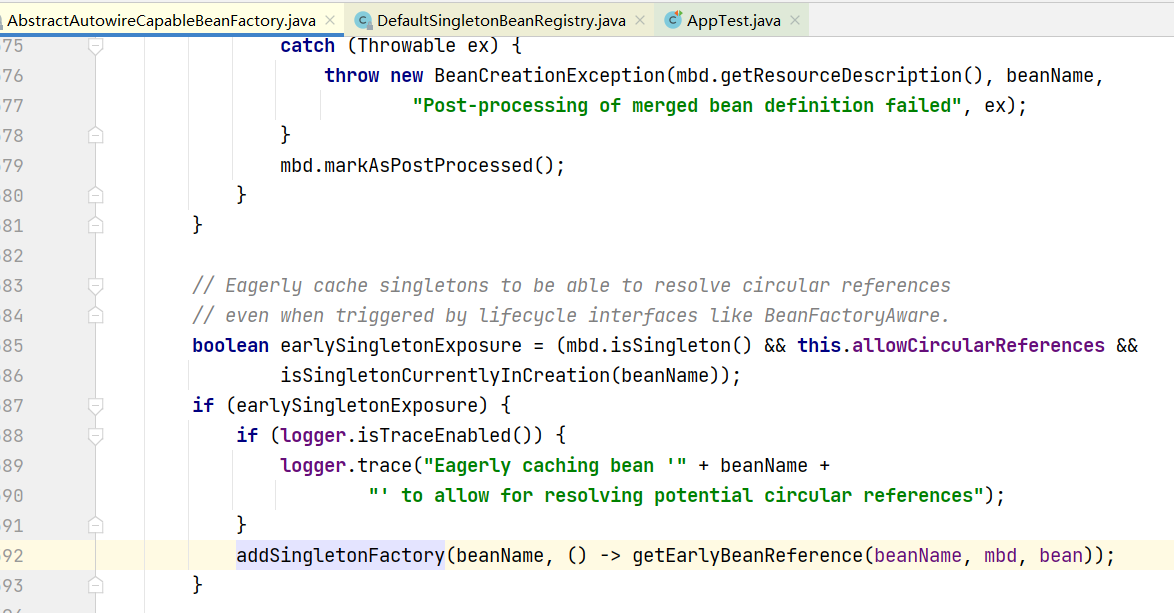 AbstractAutowireCapableBeanFactory.java DefaultSingletonBeanRegistry.java AppTest.java
75 catch (Throwable ex) {
76 throw new BeanCreationException(mbd.getResourceDescription(), beanName,
77 "Post-processing of merged bean definition failed", ex);
78 }
79 mbd.markAsPostProcessed();
80 }
81 }
82
83 // Eagerly cache singletons to be able to resolve circular references
84 // even when triggered by lifecycle interfaces like BeanFactoryAware.
85 boolean earlySingletonExposure = (mbd.isSingleton() && this.allowCircularReferences &&
86 isSingletonCurrentlyInCreation(beanName));
87 if (earlySingletonExposure) {
88 if (logger.isTraceEnabled()) {
89 logger.trace("Eagerly caching bean '" + beanName +
90 "' to allow for resolving potential circular references");
91 }
92 addSingletonFactory(beanName, () -> getEarlyBeanReference(beanName, mbd, bean));
93 }